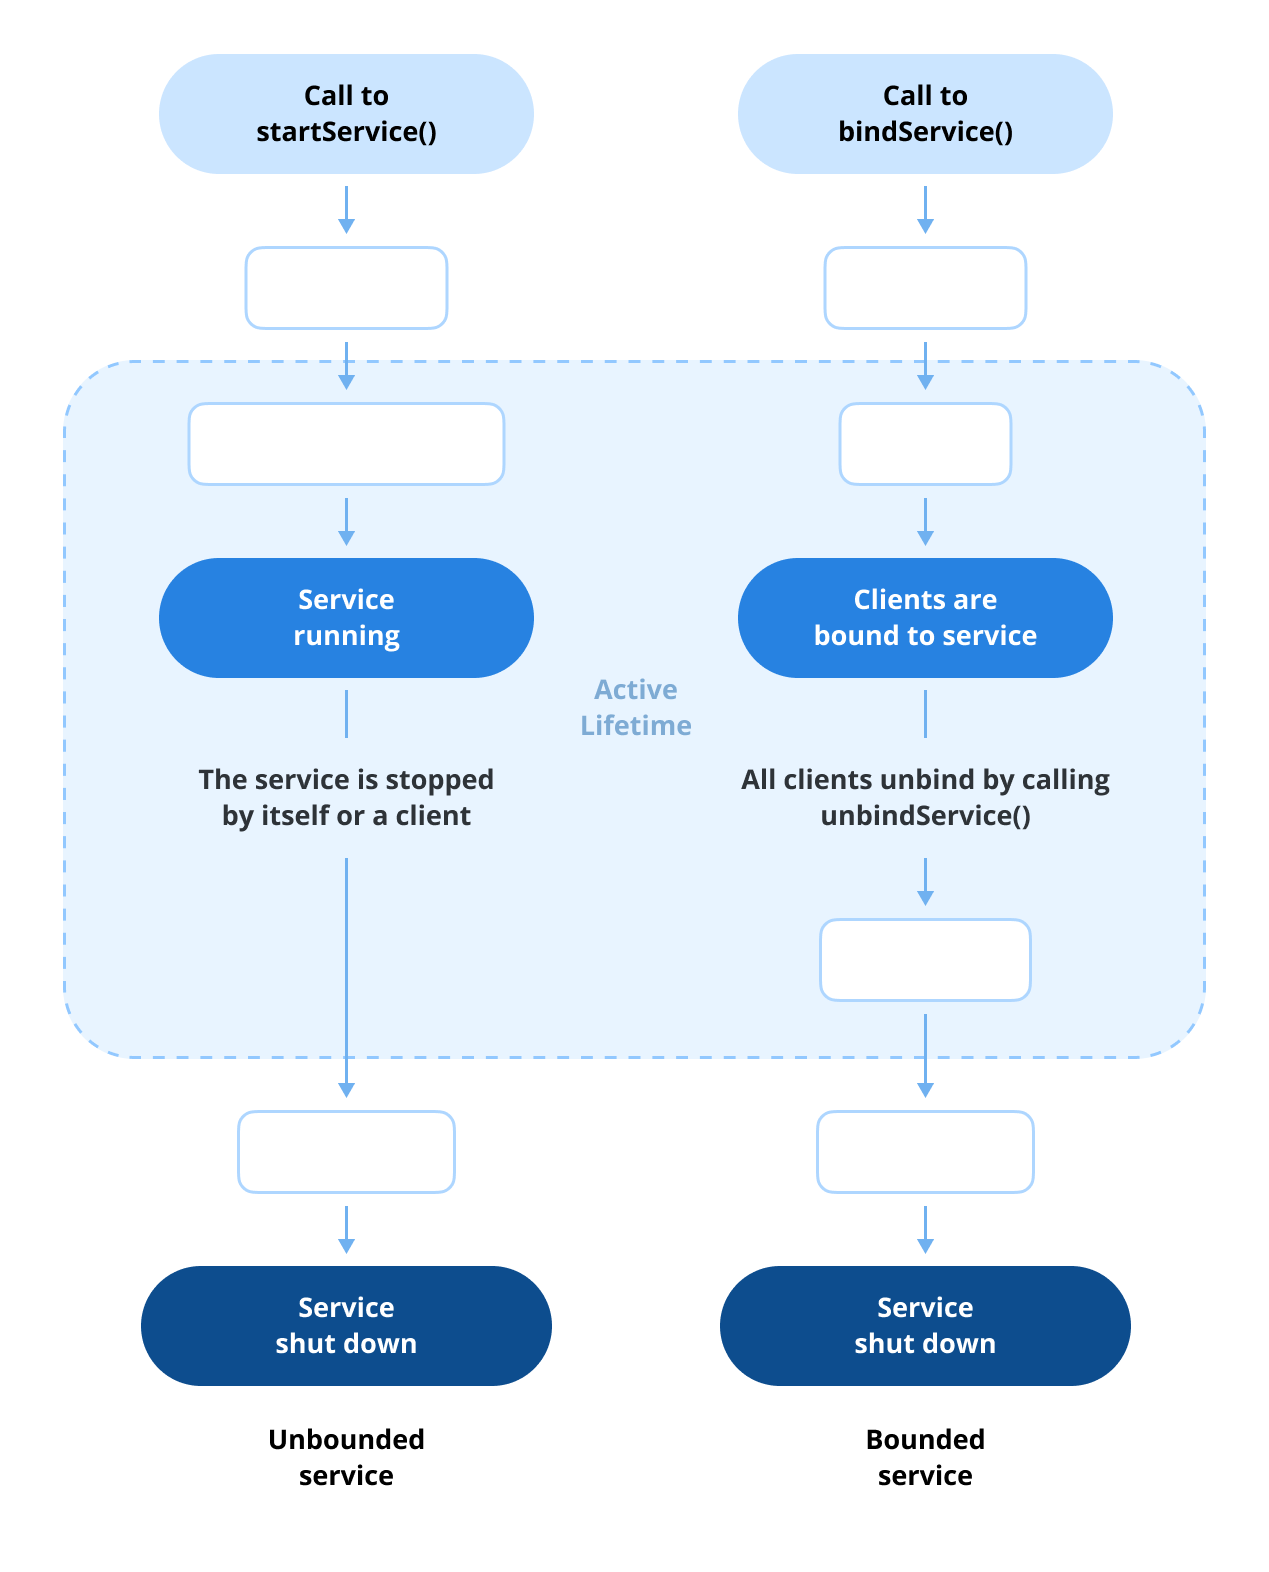 Call to
startService()
Call to
bindService()
Service
running
Clients are
bound to service
Active
Lifetime
The service is stopped
by itself or a client
All clients unbind by calling
unbindService()
Service
shut down
Service
shut down
Unbounded
service
Bounded
service